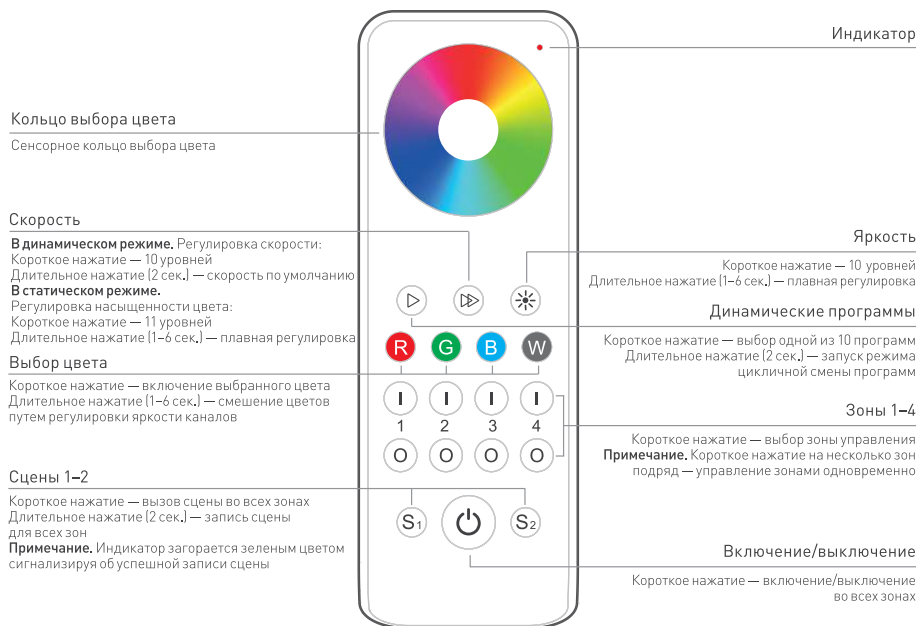 Индикатор
Кольцо выбора цвета
Сенсорное кольцо выбора цвета
Скорость
В динамическом режиме. Регулировка скорости:
Короткое нажатие — 10 уровней
Длительное нажатие (2 сек.) — скорость по умолчанию
В статическом режиме.
Регулировка насыщенности цвета:
Короткое нажатие — 11 уровней
Длительное нажатие (1–6 сек.) — плавная регулировка
Яркость
Короткое нажатие — 10 уровней
Длительное нажатие (1–6 сек.) — плавная регулировка
Динамические программы
Короткое нажатие — выбор одной из 10 программ
Длительное нажатие (2 сек.) — запуск режима
цикличной смены программ
R G B W
Выбор цвета
Короткое нажатие — включение выбранного цвета
Длительное нажатие (1–6 сек.) — смешение цветов
путем регулировки яркости каналов
I I I I
1 2 3 4
O O O O
Зоны 1–4
Короткое нажатие — выбор зоны управления
Примечание. Короткое нажатие на несколько зон
подряд — управление зонами одновременно
Сцены 1–2
Короткое нажатие — вызов сцены во всех зонах
Длительное нажатие (2 сек.) — запись сцены
для всех зон
Примечание. Индикатор загорается зеленым цветом
сигнализируя об успешной записи сцены
S1 S2
Включение/выключение
Короткое нажатие — включение/выключение
во всех зонах